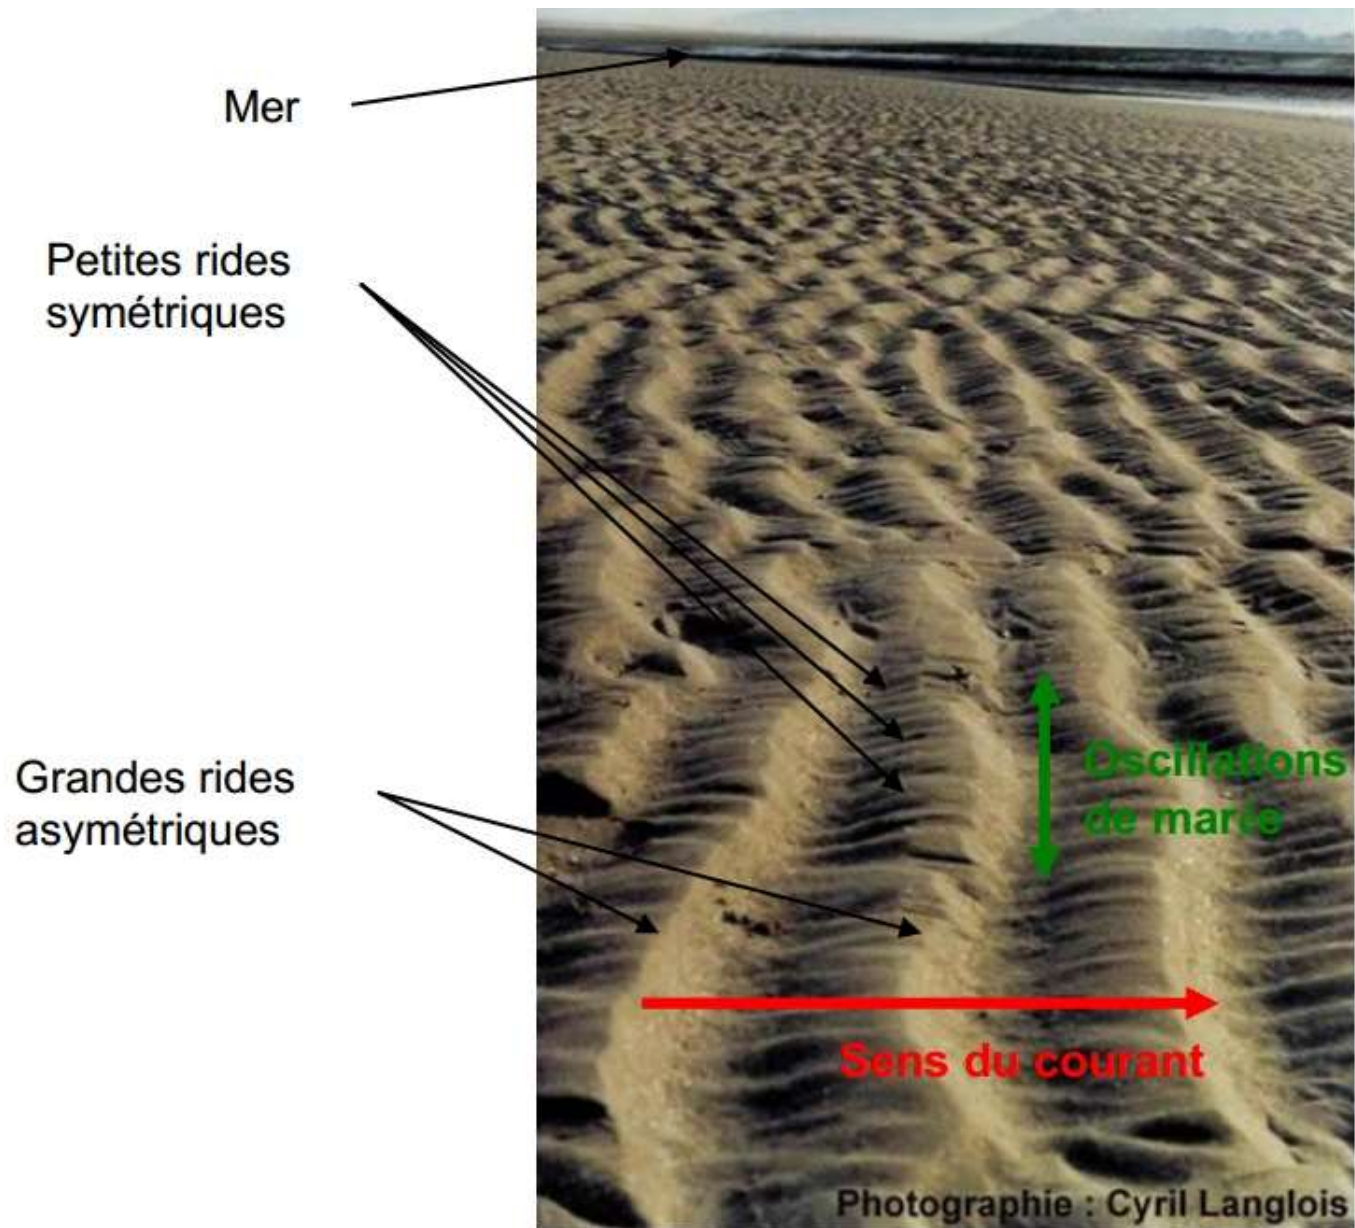 Mer
Petites rides
symétriques
Grandes rides
asymétriques
Oscillations
de marée
Sens du courant
Photographie : Cyril Langlois